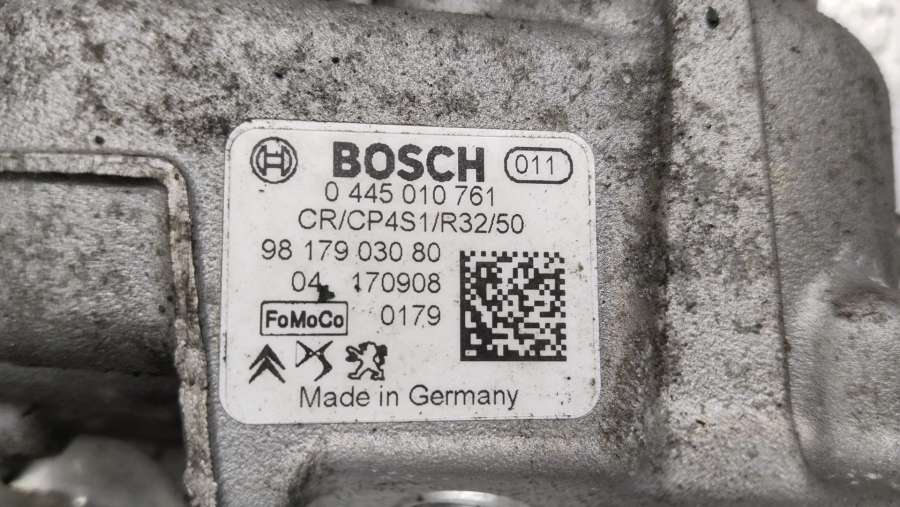 BOSCH 011
0 445 010 761
CR/CP4S1/R32/50
98 179 030 80
04 170908
FoMoCo 0179
Made in Germany